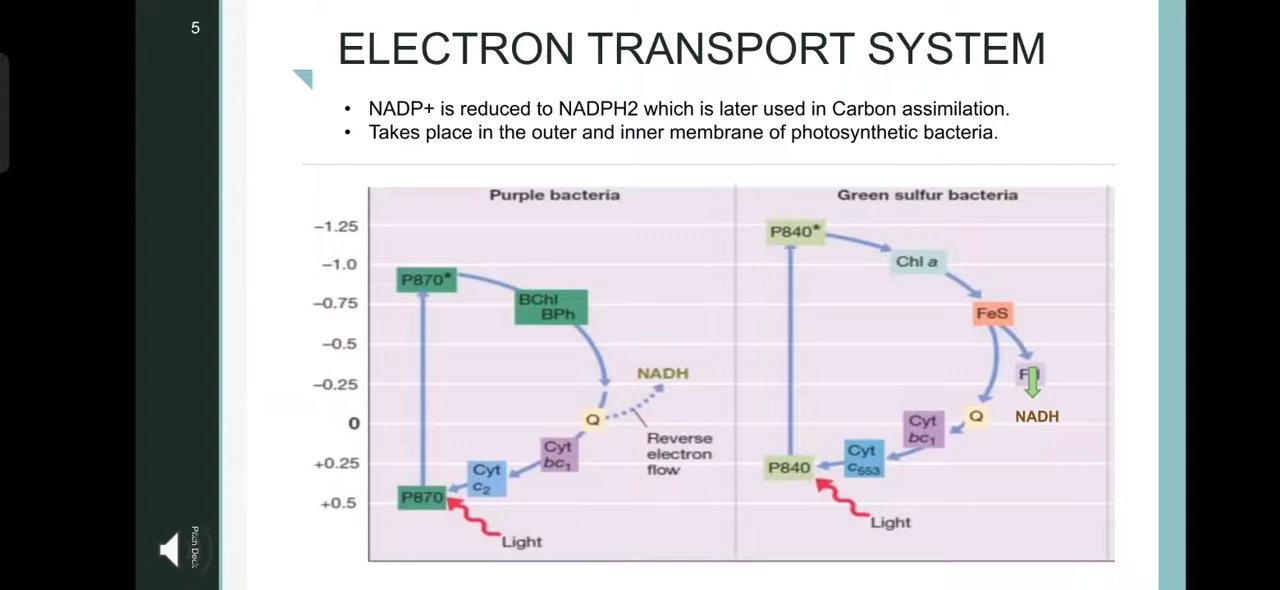 5
ELECTRON TRANSPORT SYSTEM
• NADP+ is reduced to NADPH2 which is later used in Carbon assimilation.
• Takes place in the outer and inner membrane of photosynthetic bacteria.
Purple bacteria
Green sulfur bacteria
–1.25
–1.0
–0.75
–0.5
–0.25
0
+0.25
+0.5
P870*
BChl
BPh
NADH
Q
Reverse
electron
flow
Cyt
bc1
Cyt
c2
P870
Light
P840*
Chl a
FeS
NADH
Q
Cyt
bc1
Cyt
c553
P840
Light
Pitch Deck